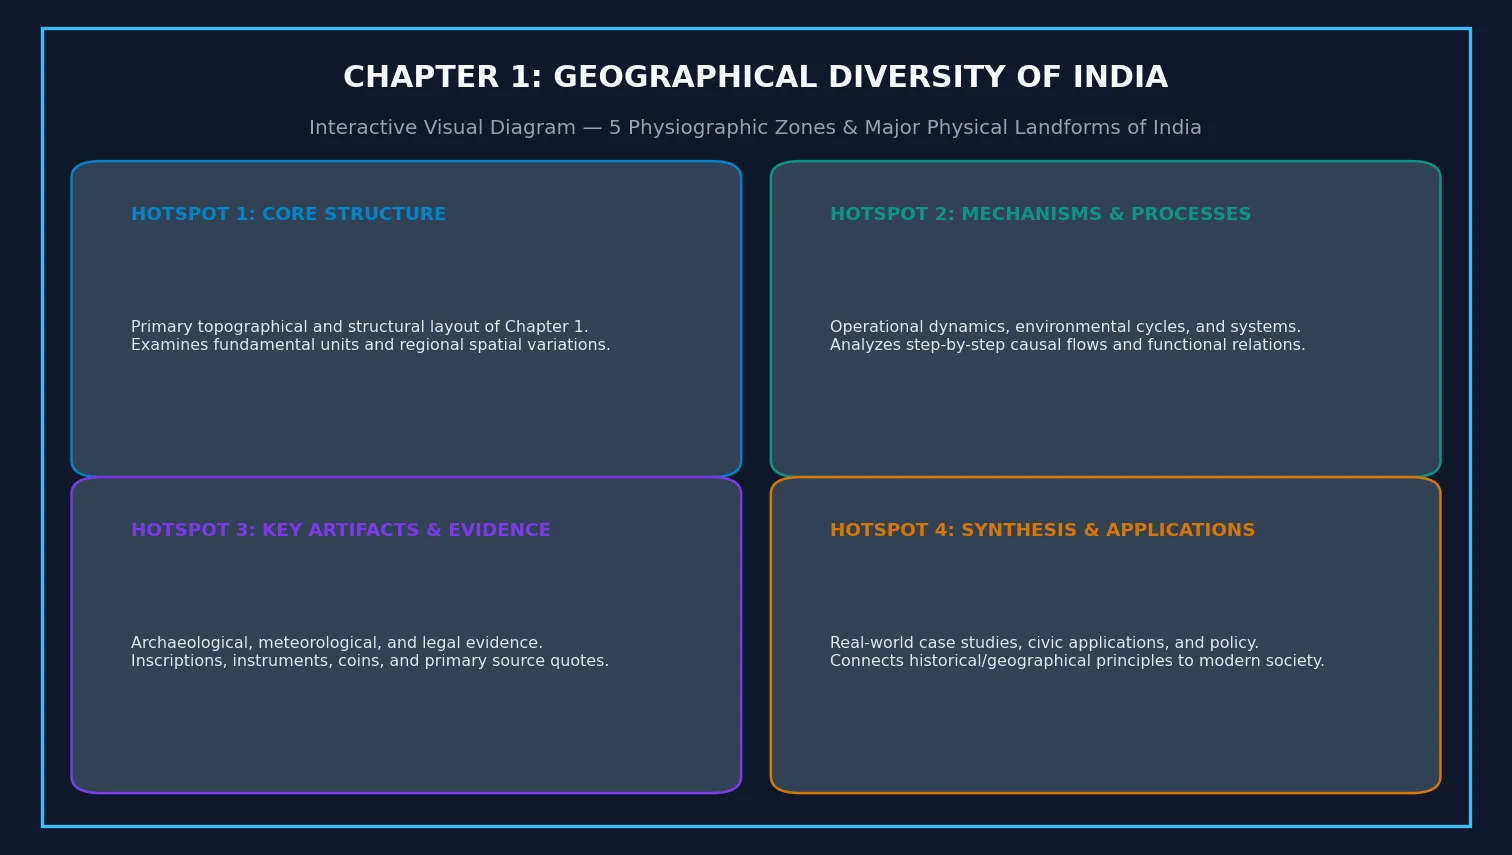 CHAPTER 1: GEOGRAPHICAL DIVERSITY OF INDIA
Interactive Visual Diagram — 5 Physiographic Zones & Major Physical Landforms of India
HOTSPOT 1: CORE STRUCTURE
Primary topographical and structural layout of Chapter 1.
Examines fundamental units and regional spatial variations.
HOTSPOT 2: MECHANISMS & PROCESSES
Operational dynamics, environmental cycles, and systems.
Analyzes step-by-step causal flows and functional relations.
HOTSPOT 3: KEY ARTIFACTS & EVIDENCE
Archaeological, meteorological, and legal evidence.
Inscriptions, instruments, coins, and primary source quotes.
HOTSPOT 4: SYNTHESIS & APPLICATIONS
Real-world case studies, civic applications, and policy.
Connects historical/geographical principles to modern society.